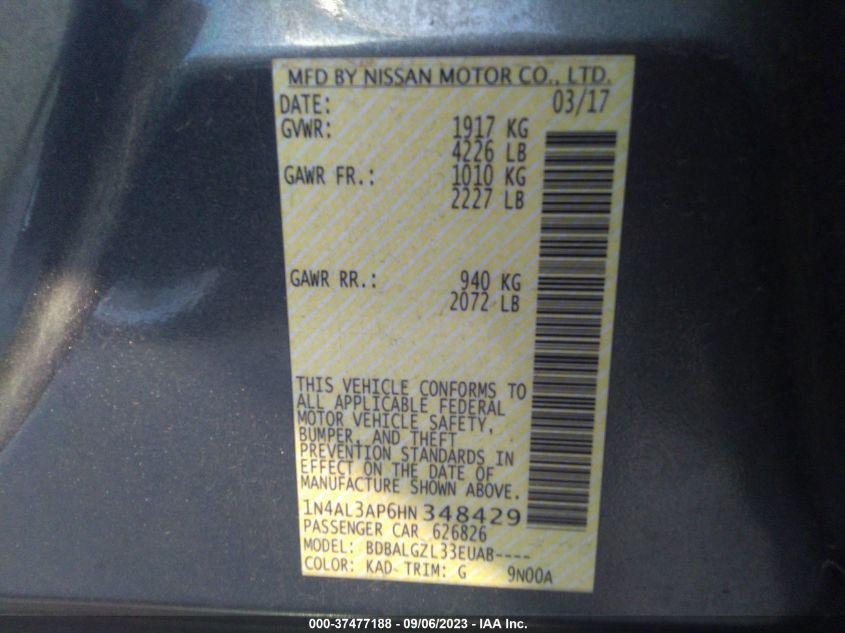 MFD BY NISSAN MOTOR CO., LTD.
DATE: 03/17
GVWR: 1917 KG
4226 LB
GAWR FR.: 1010 KG
2227 LB
GAWR RR.: 940 KG
2072 LB
THIS VEHICLE CONFORMS TO
ALL APPLICABLE FEDERAL
MOTOR VEHICLE SAFETY,
BUMPER, AND THEFT
PREVENTION STANDARDS IN
EFFECT ON THE DATE OF
MANUFACTURE SHOWN ABOVE.
1N4AL3AP6HN348429
PASSENGER CAR 626826
MODEL: BDBALGZL33EUAB----
COLOR: KAD TRIM: G 9N00A
000-37477188 - 09/06/2023 - IAA Inc.